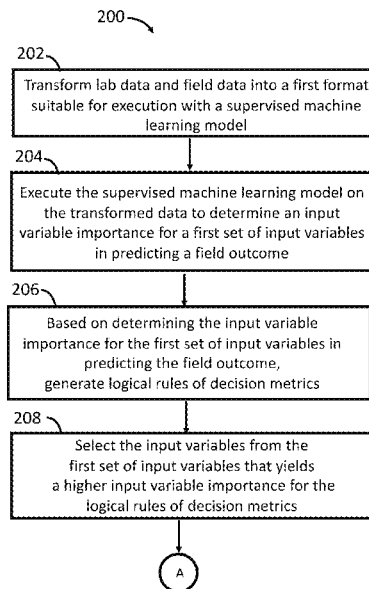 200
202
Transform lab data and field data into a first format
suitable for execution with a supervised machine
learning model
204
Execute the supervised machine learning model on
the transformed data to determine an input
variable importance for a first set of input variables
in predicting a field outcome
206
Based on determining the input variable
importance for the first set of input variables in
predicting the field outcome,
generate logical rules of decision metrics
208
Select the input variables from the
first set of input variables that yields
a higher input variable importance for the
logical rules of decision metrics
A